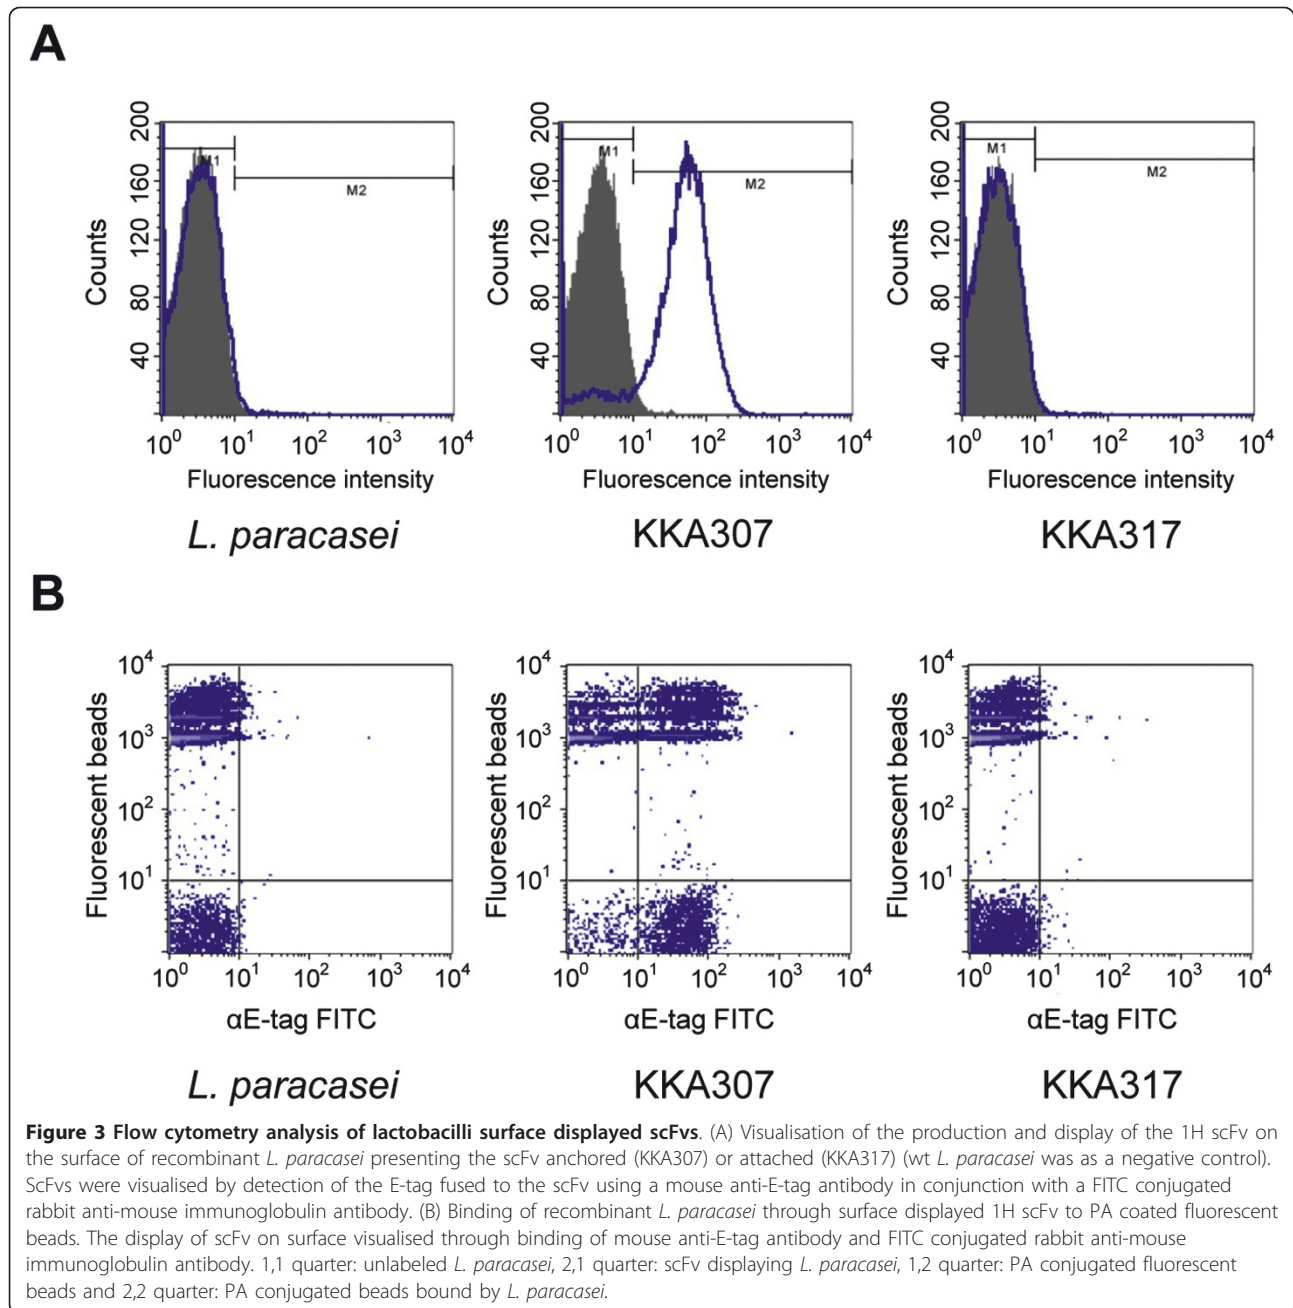 A
200
160
120
80
40
Counts
M1
M2
10^0 10^1 10^2 10^3 10^4
Fluorescence intensity
L. paracasei
200
160
120
80
40
Counts
M1
M2
10^0 10^1 10^2 10^3 10^4
Fluorescence intensity
KKA307
200
160
120
80
40
Counts
M1
M2
10^0 10^1 10^2 10^3 10^4
Fluorescence intensity
KKA317
B
10^4
10^3
10^2
10^1
Fluorescent beads
10^0 10^1 10^2 10^3 10^4
αE-tag FITC
L. paracasei
10^4
10^3
10^2
10^1
Fluorescent beads
10^0 10^1 10^2 10^3 10^4
αE-tag FITC
KKA307
10^4
10^3
10^2
10^1
Fluorescent beads
10^0 10^1 10^2 10^3 10^4
αE-tag FITC
KKA317
Figure 3 Flow cytometry analysis of lactobacilli surface displayed scFvs. (A) Visualisation of the production and display of the 1H scFv on
the surface of recombinant L. paracasei presenting the scFv anchored (KKA307) or attached (KKA317) (wt L. paracasei was as a negative control).
ScFvs were visualised by detection of the E-tag fused to the scFv using a mouse anti-E-tag antibody in conjunction with a FITC conjugated
rabbit anti-mouse immunoglobulin antibody. (B) Binding of recombinant L. paracasei through surface displayed 1H scFv to PA coated fluorescent
beads. The display of scFv on surface visualised through binding of mouse anti-E-tag antibody and FITC conjugated rabbit anti-mouse
immunoglobulin antibody. 1,1 quarter: unlabeled L. paracasei, 2,1 quarter: scFv displaying L. paracasei, 1,2 quarter: PA conjugated fluorescent
beads and 2,2 quarter: PA conjugated beads bound by L. paracasei.